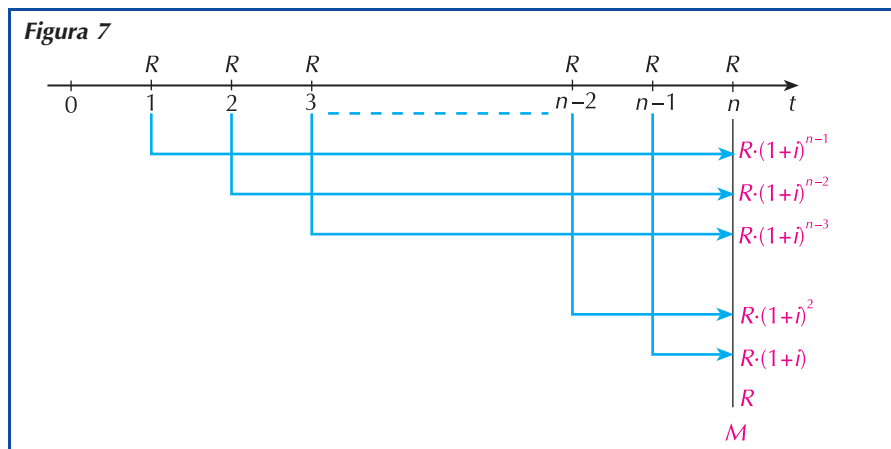 Figura 7
R R R R R R
0 1 2 3 n–2 n–1 n t
R·(1+i)ⁿ⁻¹
R·(1+i)ⁿ⁻²
R·(1+i)ⁿ⁻³
R·(1+i)²
R·(1+i)
R
M